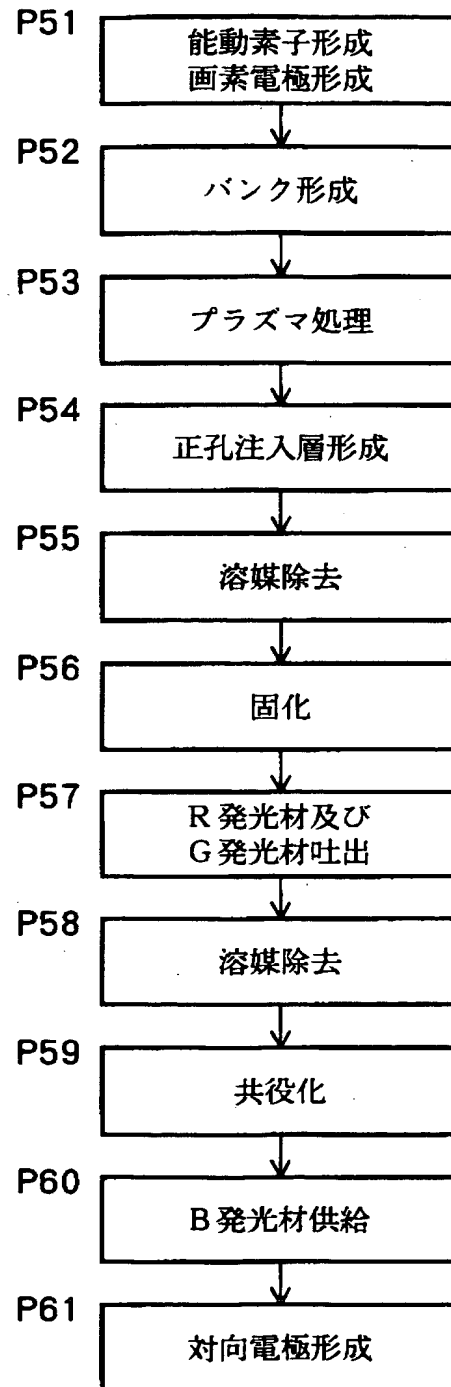 P51
能動素子形成
画素電極形成
P52
バンク形成
P53
プラズマ処理
P54
正孔注入層形成
P55
溶媒除去
P56
固化
P57
R発光材及び
G発光材吐出
P58
溶媒除去
P59
共役化
P60
B発光材供給
P61
対向電極形成